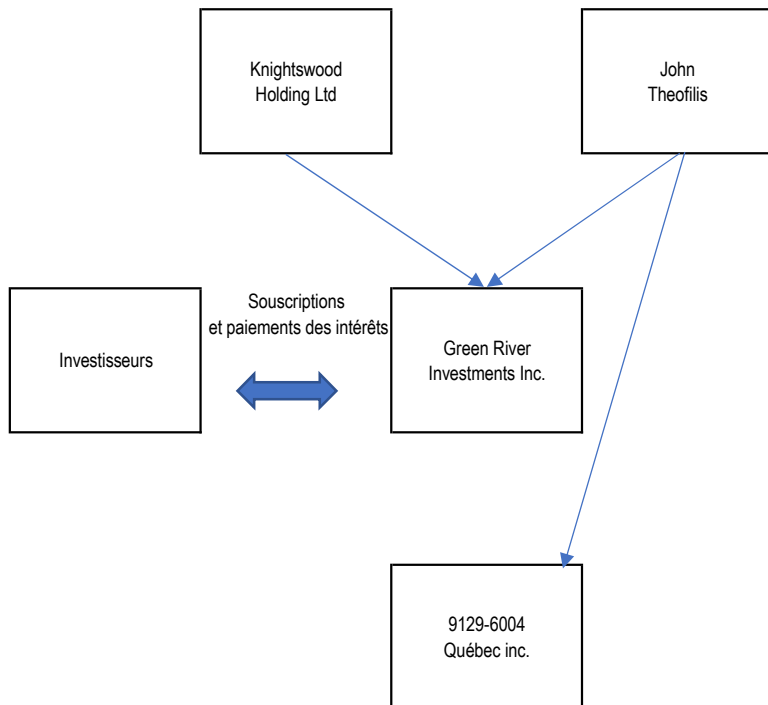 Knightswood
Holding Ltd
John
Theofilis
Souscriptions
et paiements des intérêts
Investisseurs
Green River
Investments Inc.
9129-6004
Québec inc.